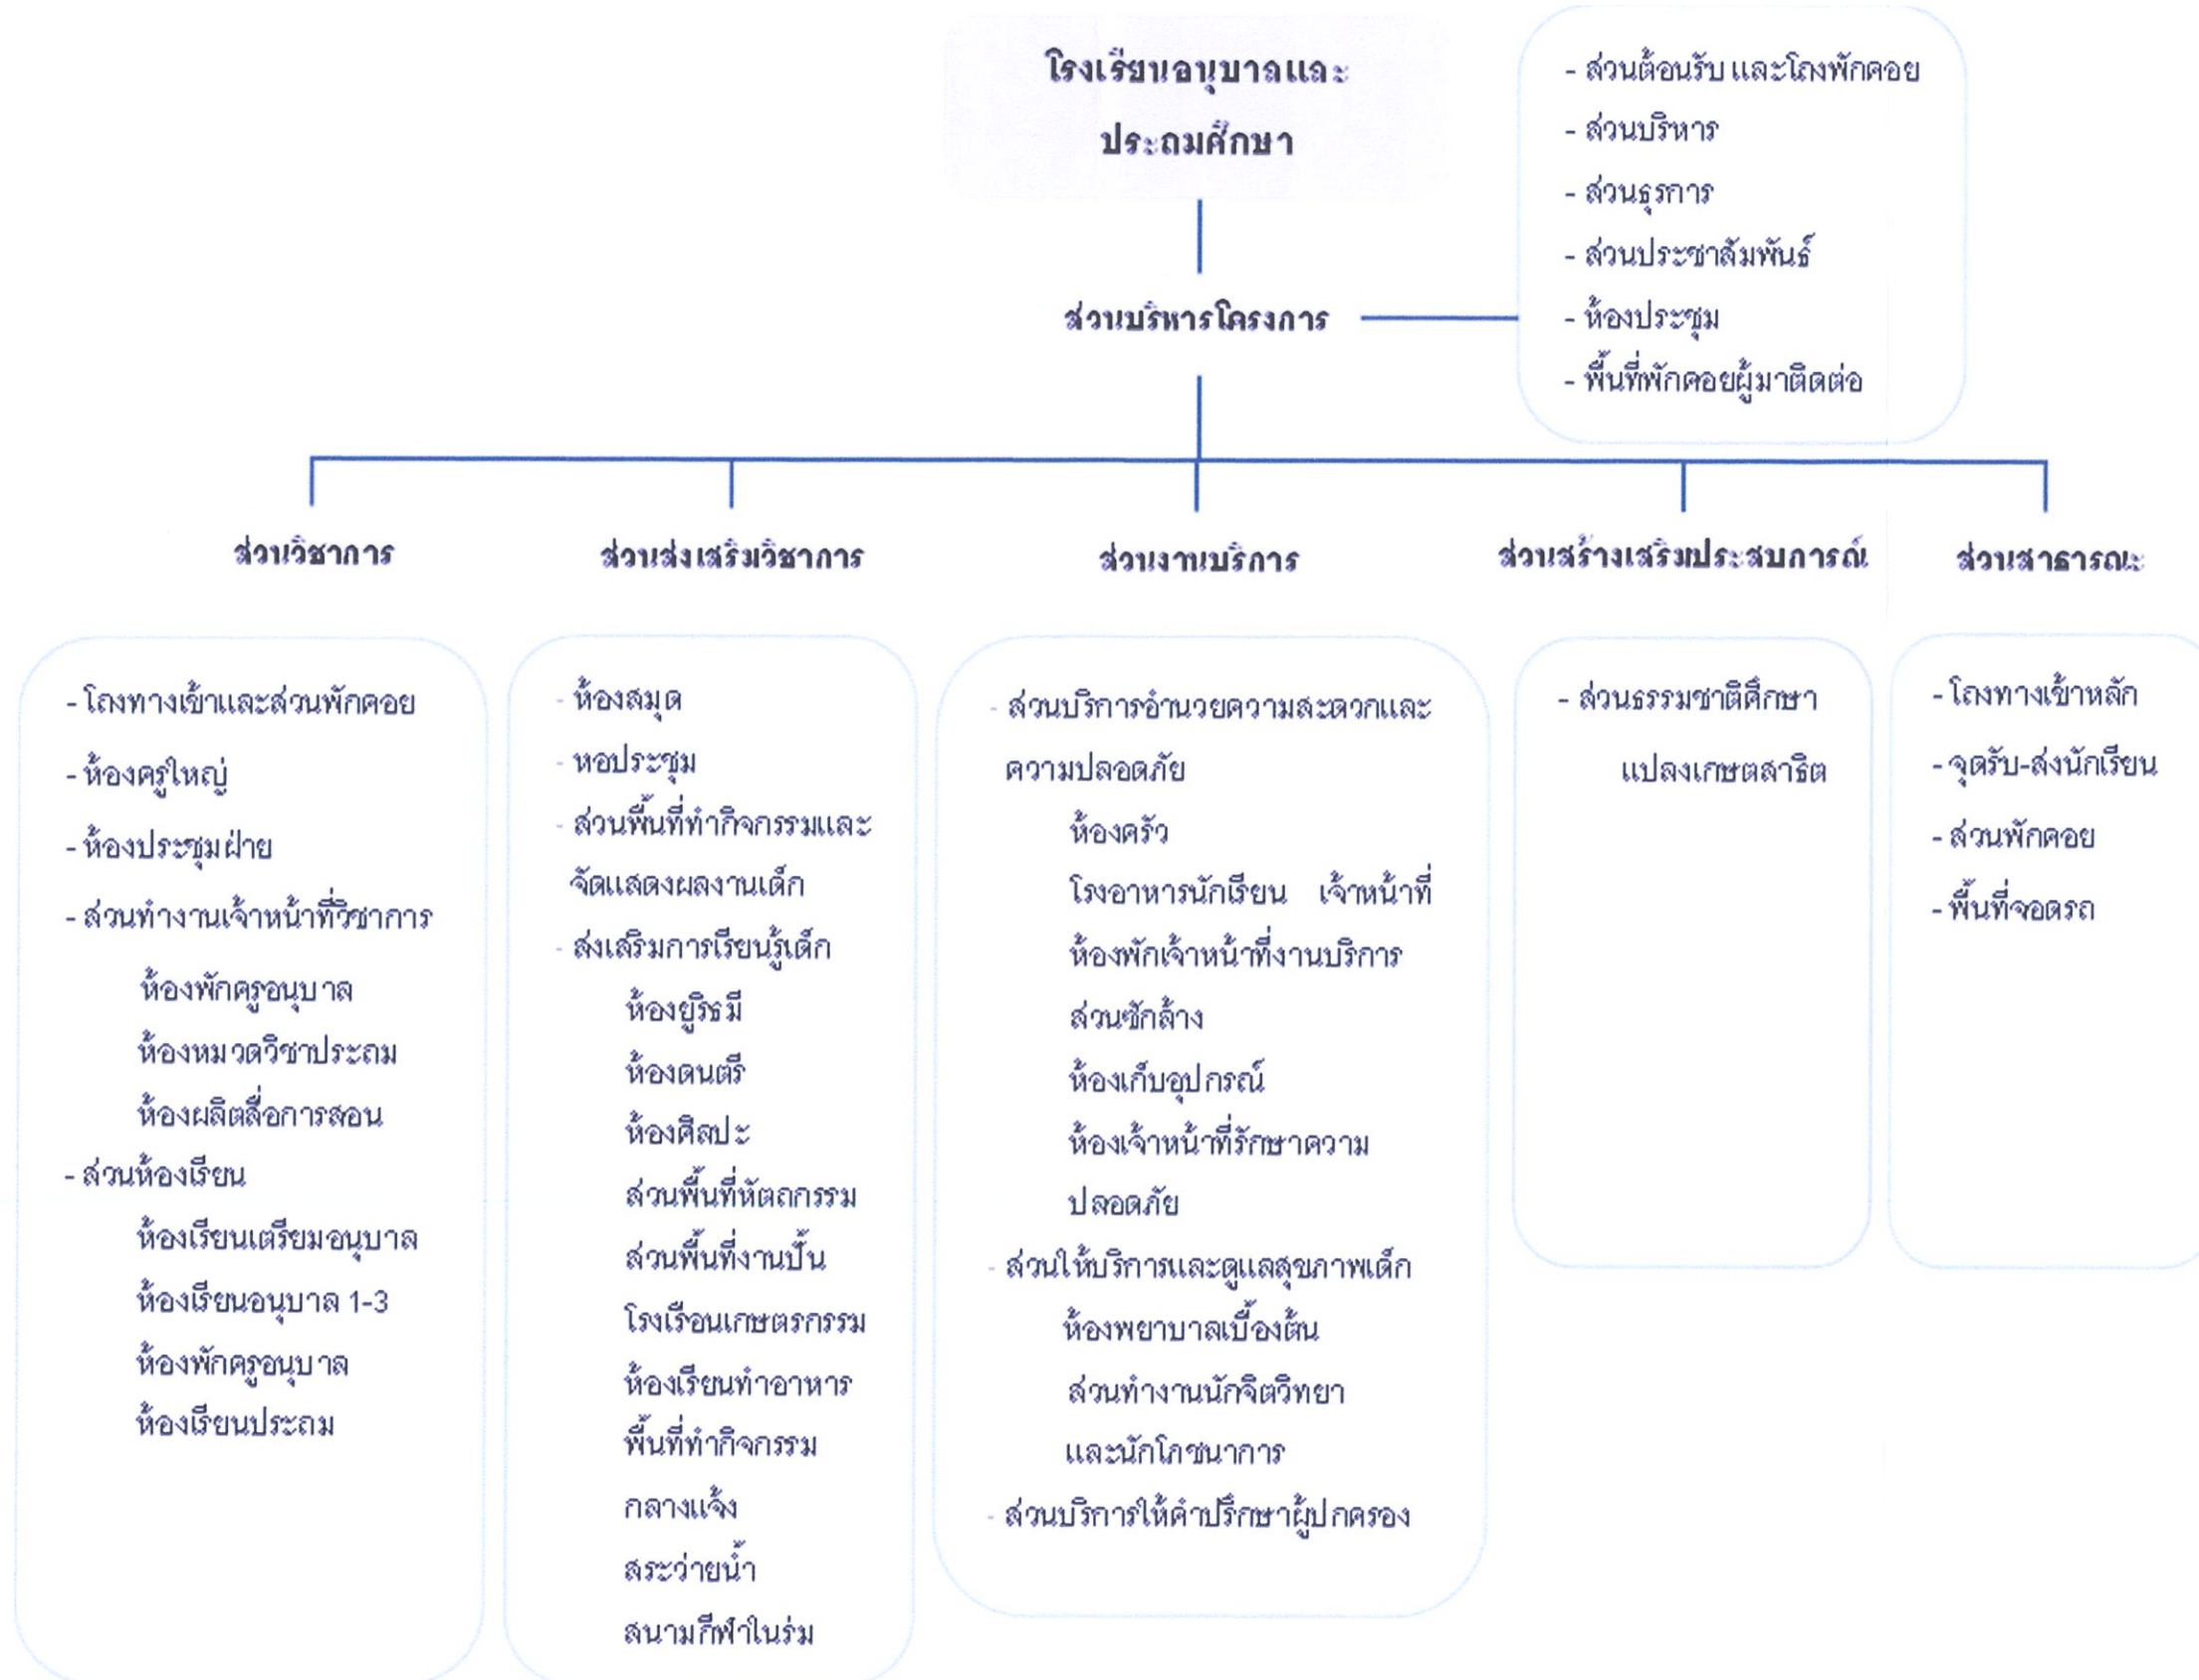 โรงเรียนอนุบาลและ
ประถมศึกษา
- ส่วนต้อนรับ และโถงพักคอย
- ส่วนบริหาร
- ส่วนธุรการ
- ส่วนประชาสัมพันธ์
- ห้องประชุม
- พื้นที่พักคอยผู้มาติดต่อ
ส่วนบริหารโครงการ
ส่วนวิชาการ
- โถงทางเข้าและส่วนพักคอย
- ห้องครูใหญ่
- ห้องประชุมฝ่าย
- ส่วนทำงานเจ้าหน้าที่วิชาการ
ห้องพักครูอนุบาล
ห้องหมวดวิชาประถม
ห้องผลิตสื่อการสอน
- ส่วนห้องเรียน
ห้องเรียนเตรียมอนุบาล
ห้องเรียนอนุบาล 1-3
ห้องพักครูอนุบาล
ห้องเรียนประถม
ส่วนส่งเสริมวิชาการ
- ห้องสมุด
- หอประชุม
- ส่วนพื้นที่ทำกิจกรรมและ
จัดแสดงผลงานเด็ก
- ส่งเสริมการเรียนรู้เด็ก
ห้องยูริธมี
ห้องดนตรี
ห้องศิลปะ
ส่วนพื้นที่หัตถกรรม
ส่วนพื้นที่งานปั้น
โรงเรือนเกษตรกรรม
ห้องเรียนทำอาหาร
พื้นที่ทำกิจกรรม
กลางแจ้ง
สระว่ายน้ำ
สนามกีฬาในร่ม
ส่วนงานบริการ
- ส่วนบริการอำนวยความสะดวกและ
ความปลอดภัย
ห้องครัว
โรงอาหารนักเรียน เจ้าหน้าที่
ห้องพักเจ้าหน้าที่งานบริการ
ส่วนซักล้าง
ห้องเก็บอุปกรณ์
ห้องเจ้าหน้าที่รักษาความ
ปลอดภัย
- ส่วนให้บริการและดูแลสุขภาพเด็ก
ห้องพยาบาลเบื้องต้น
ส่วนทำงานนักจิตวิทยา
และนักโภชนาการ
- ส่วนบริการให้คำปรึกษาผู้ปกครอง
ส่วนสร้างเสริมประสบการณ์
- ส่วนธรรมชาติศึกษา
แปลงเกษตสาธิต
ส่วนสาธารณะ
- โถงทางเข้าหลัก
- จุดรับ-ส่งนักเรียน
- ส่วนพักคอย
- พื้นที่จอดรถ